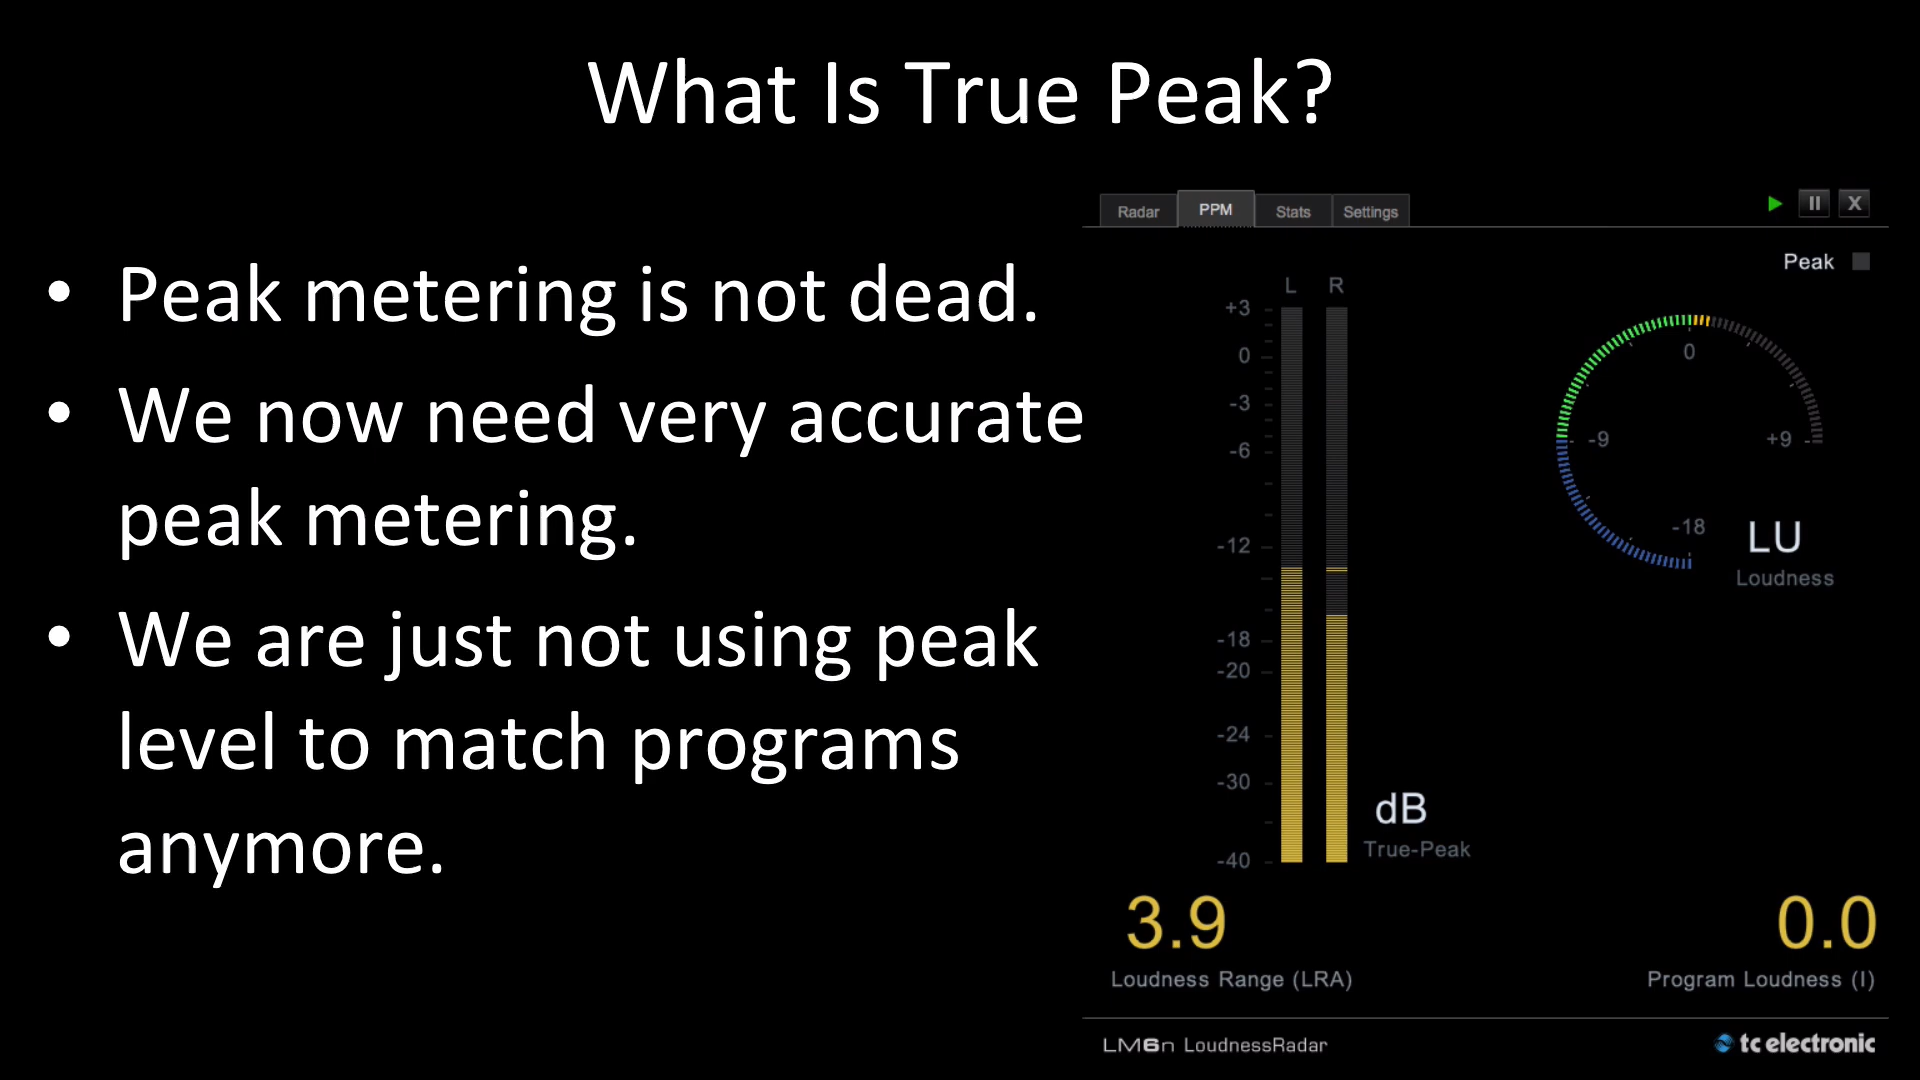 What Is True Peak?
• Peak metering is not dead.
• We now need very accurate
peak metering.
• We are just not using peak
level to match programs
anymore.
Radar PPM Stats Settings
X
Peak
L R
+3
0
-3
-6
-12
-18
-20
-24
-30
-40
dB
True-Peak
0
-9 +9
-18
LU
Loudness
3.9
Loudness Range (LRA)
0.0
Program Loudness (I)
LM6n LoudnessRadar
tc electronic